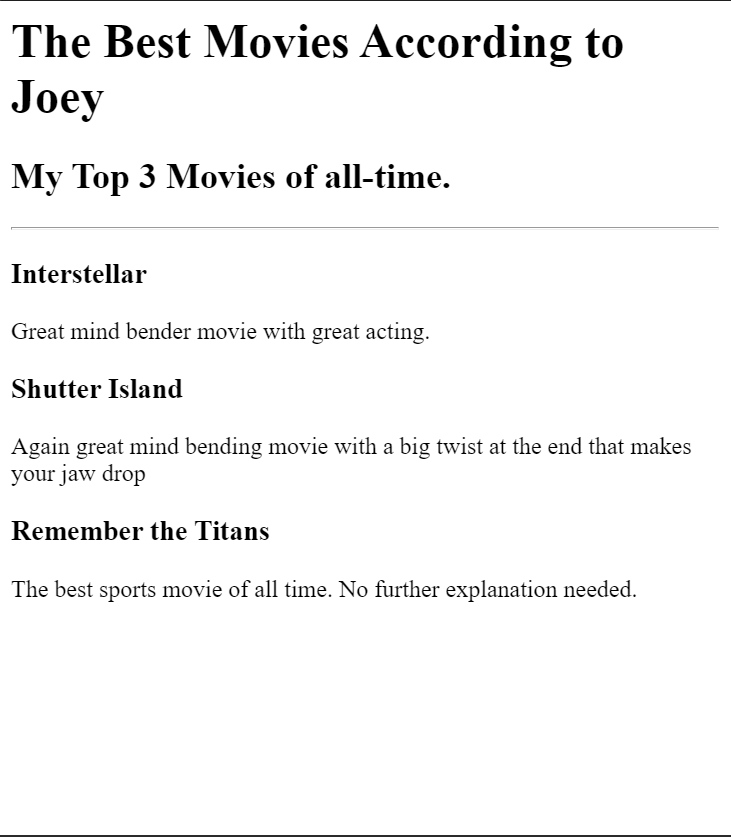 The Best Movies According to
Joey
My Top 3 Movies of all-time.
Interstellar
Great mind bender movie with great acting.
Shutter Island
Again great mind bending movie with a big twist at the end that makes
your jaw drop
Remember the Titans
The best sports movie of all time. No further explanation needed.